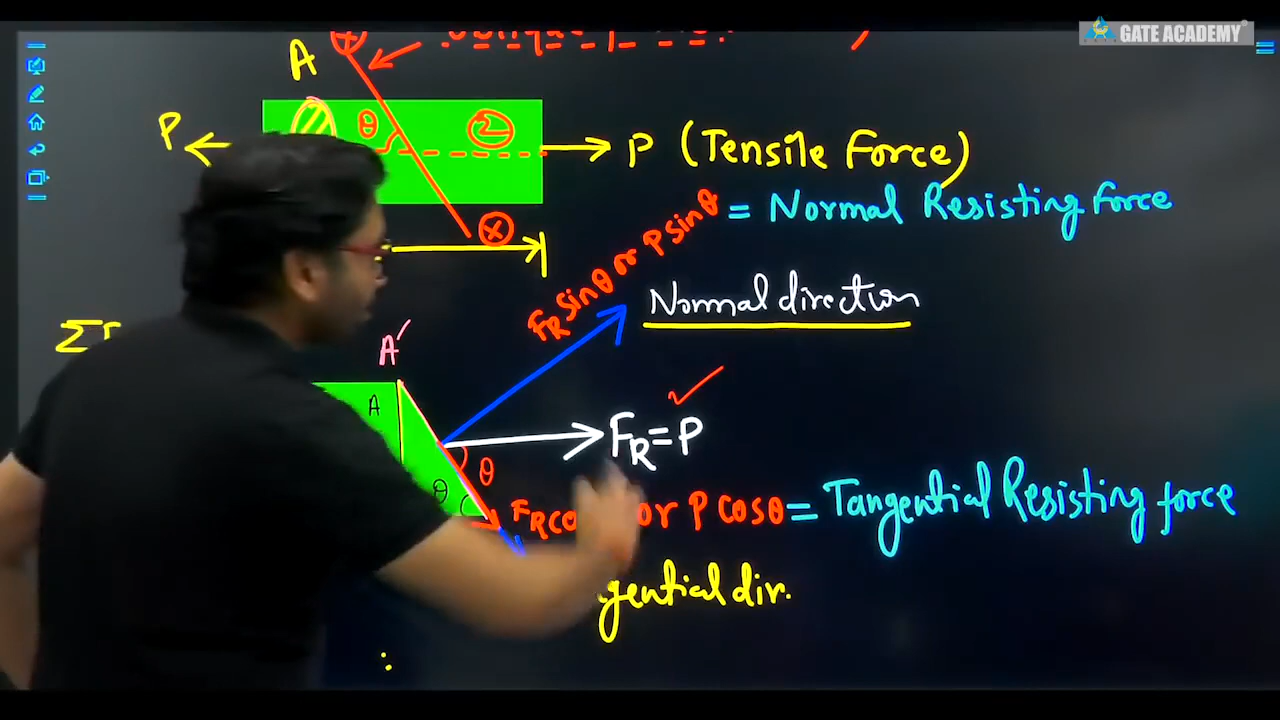 GATE ACADEMY
A
P
θ
2
P (Tensile Force)
FR sinθ or P sinθ = Normal Resisting force
Normal direction
A′
A
FR = P
θ
θ
or P cosθ = Tangential Resisting force
dir.